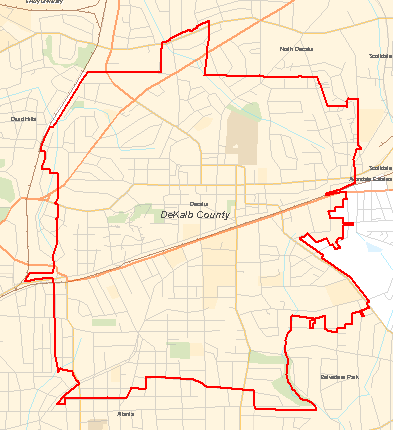 Emory University
North Decatur
Scottdale
Druid Hills
Scottdale
Avondale Estates
Decatur
DeKalb County
Belvedere Park
Atlanta